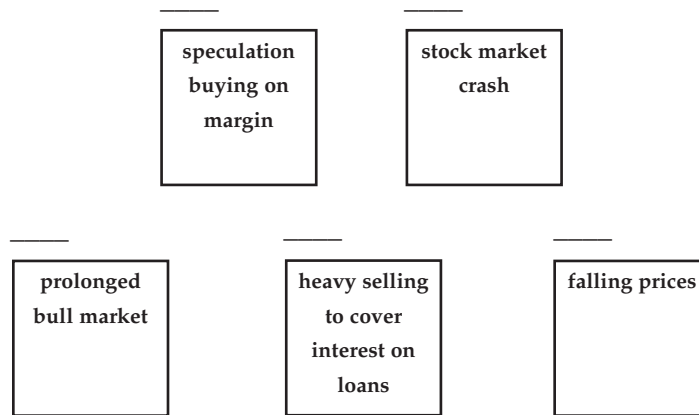 speculation
buying on
margin
stock market
crash
prolonged
bull market
heavy selling
to cover
interest on
loans
falling prices